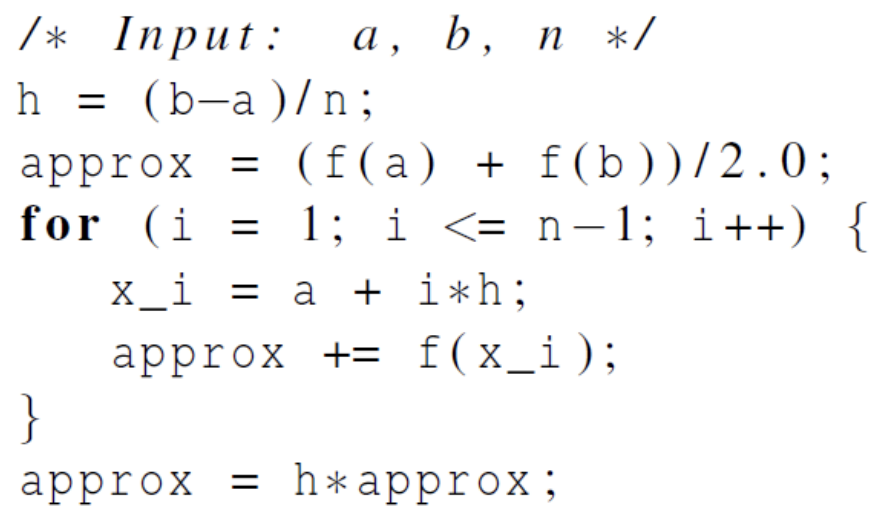 /* Input: a, b, n */
h = (b-a)/n;
approx = (f(a) + f(b))/2.0;
for (i = 1; i <= n-1; i++) {
x_i = a + i*h;
approx += f(x_i);
}
approx = h*approx;